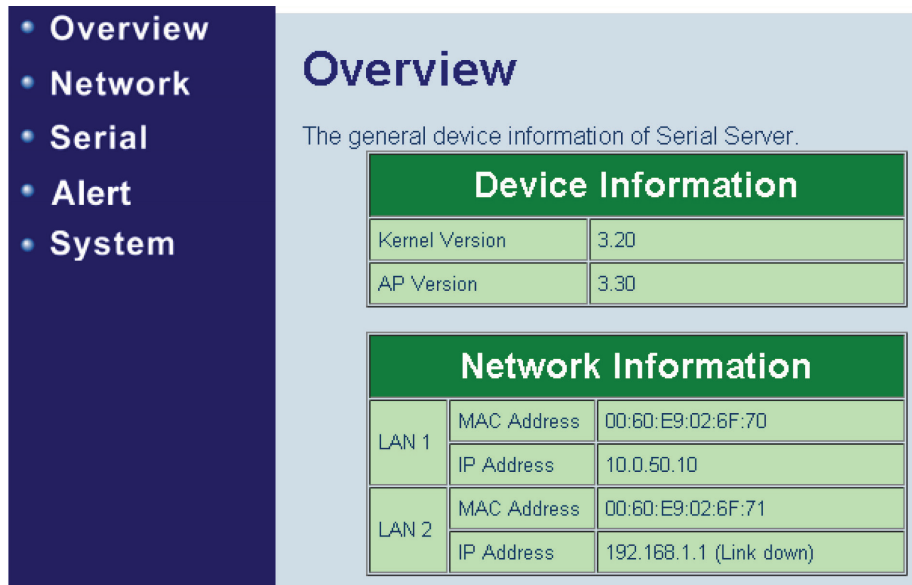 Overview
Network
Serial
Alert
System
Overview
The general device information of Serial Server.
Device Information
Kernel Version 3.20
AP Version 3.30
Network Information
LAN 1
MAC Address 00:60:E9:02:6F:70
IP Address 10.0.50.10
LAN 2
MAC Address 00:60:E9:02:6F:71
IP Address 192.168.1.1 (Link down)